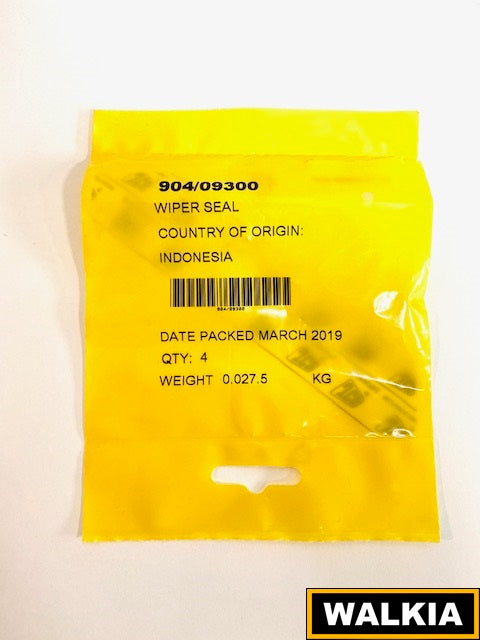 904/09300
WIPER SEAL
COUNTRY OF ORIGIN:
INDONESIA
904/09300
DATE PACKED MARCH 2019
QTY: 4
WEIGHT 0.027.5 KG
WALKIA